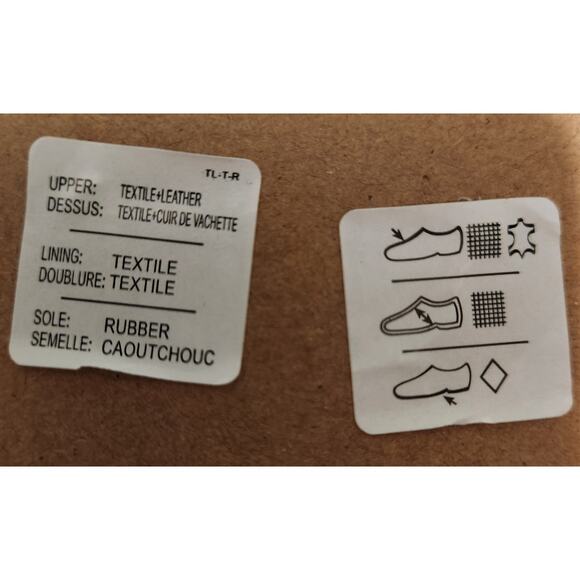 TL-T-R
UPPER: TEXTILE+LEATHER
DESSUS: TEXTILE+CUIR DE VACHETTE
LINING: TEXTILE
DOUBLURE: TEXTILE
SOLE: RUBBER
SEMELLE: CAOUTCHOUC